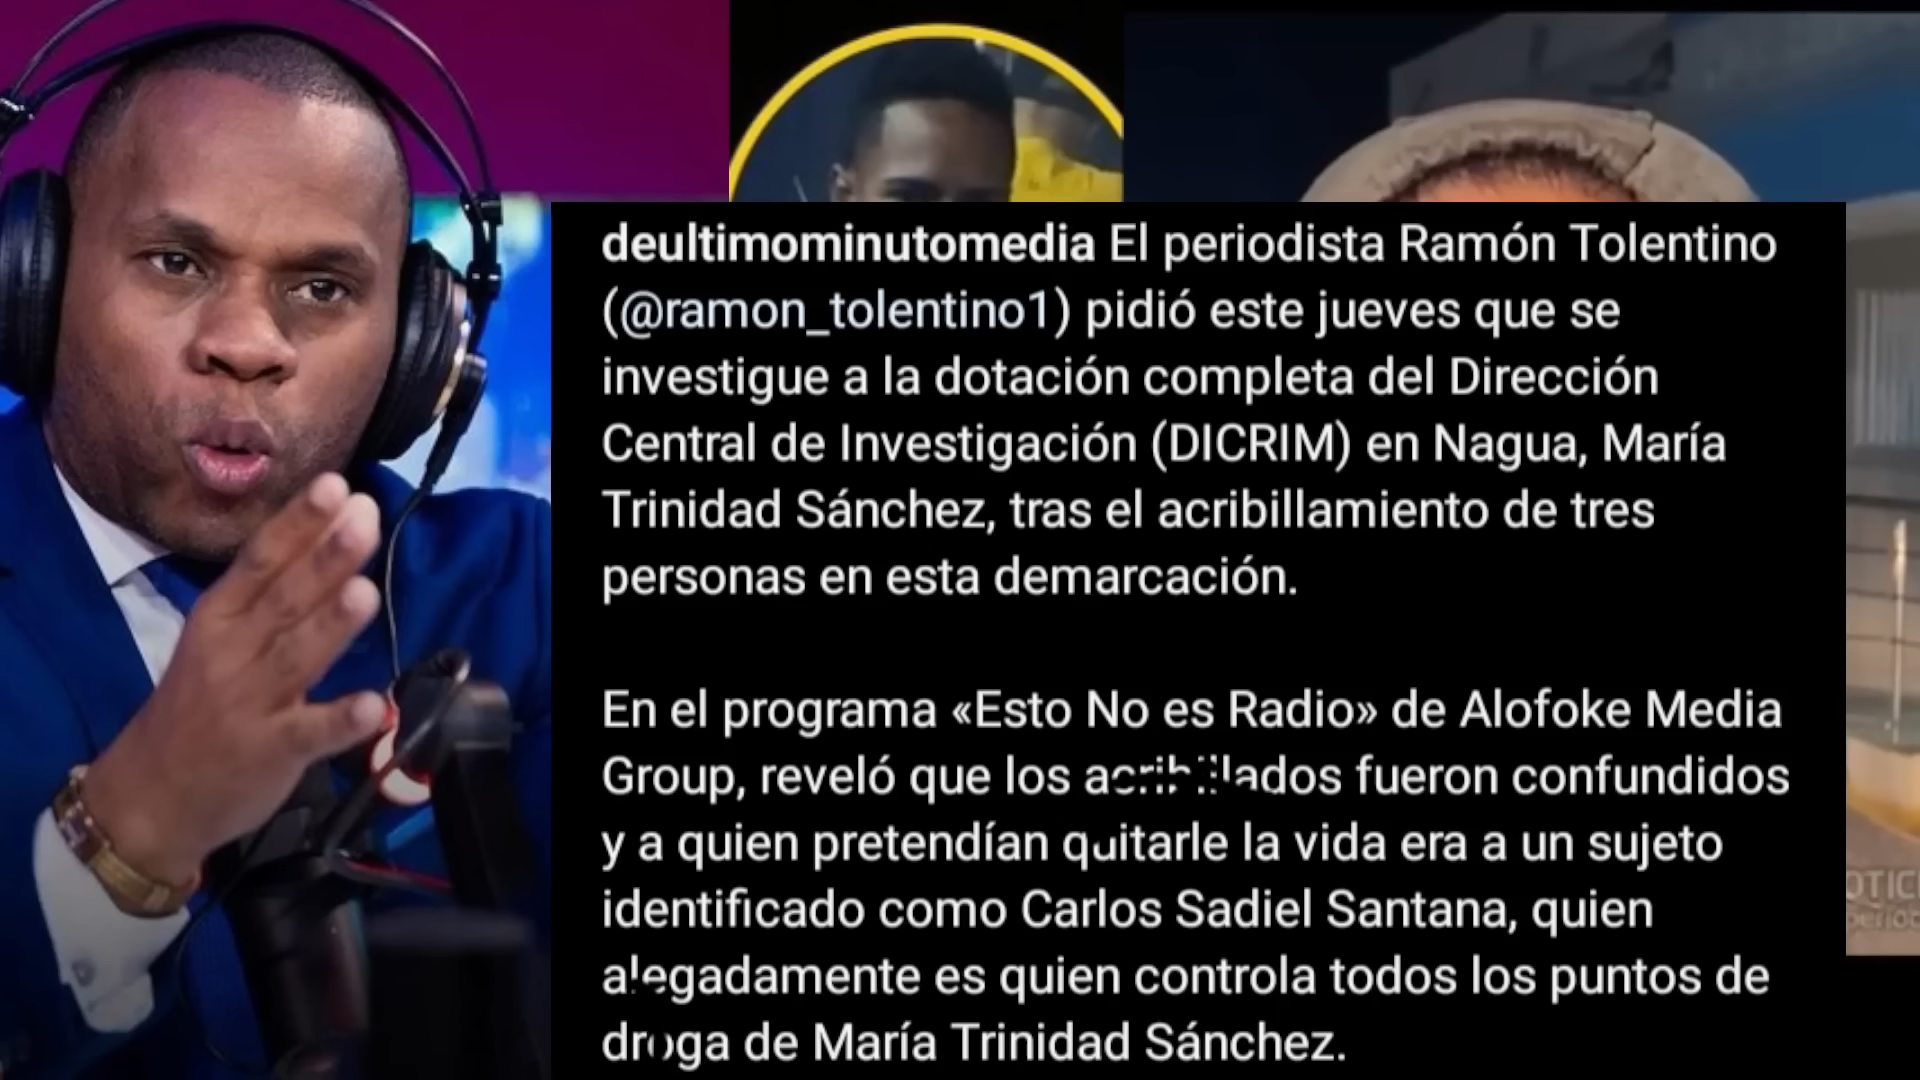 deultimominutomedia El periodista Ramón Tolentino
(@ramon_tolentino1) pidió este jueves que se
investigue a la dotación completa del Dirección
Central de Investigación (DICRIM) en Nagua, María
Trinidad Sánchez, tras el acribillamiento de tres
personas en esta demarcación.
En el programa «Esto No es Radio» de Alofoke Media
Group, reveló que los acribillados fueron confundidos
y a quien pretendían quitarle la vida era a un sujeto
identificado como Carlos Sadiel Santana, quien
alegadamente es quien controla todos los puntos de
droga de María Trinidad Sánchez.